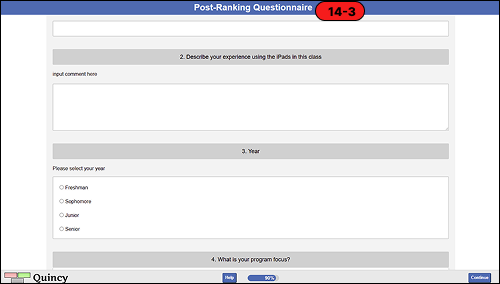 Post-Ranking Questionnaire
14-3
2. Describe your experience using the iPads in this class
input comment here
3. Year
Please select your year
Freshman
Sophomore
Junior
Senior
4. What is your program focus?
Quincy
Help
90%
Continue